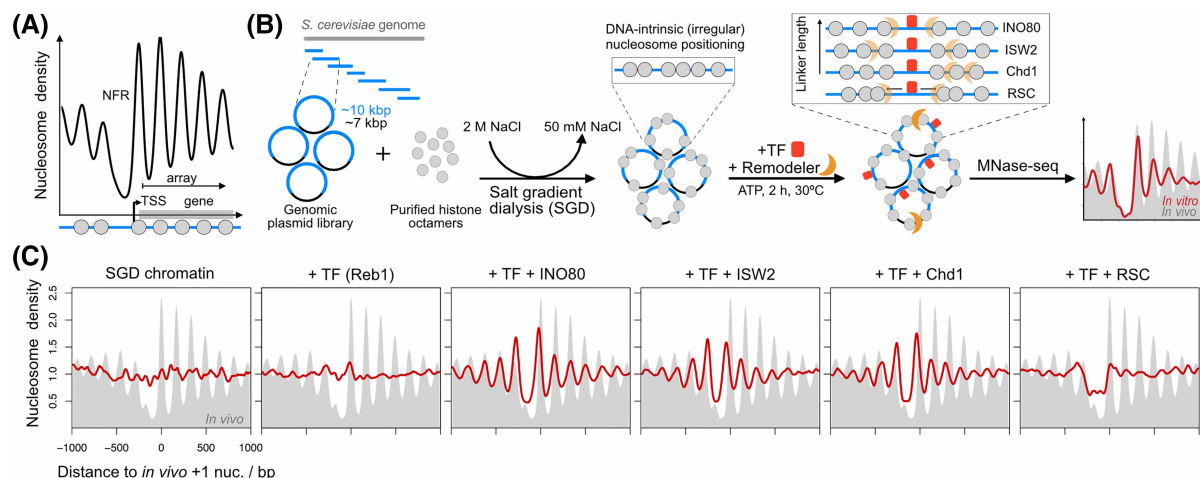 (A)
Nucleosome density
NFR
array
TSS
gene
(B)
S. cerevisiae genome
~10 kbp
~7 kbp
Genomic
plasmid library
+
Purified histone
octamers
2 M NaCl
50 mM NaCl
Salt gradient
dialysis (SGD)
DNA-intrinsic (irregular)
nucleosome positioning
+TF
+ Remodeler
ATP, 2 h, 30ºC
Linker length
INO80
ISW2
Chd1
RSC
MNase-seq
In vitro
In vivo
(C)
SGD chromatin
+ TF (Reb1)
+ TF + INO80
+ TF + ISW2
+ TF + Chd1
+ TF + RSC
Nucleosome density
2.5
2.0
1.5
1.0
0.5
In vivo
−1000
−500
0
500
1000
Distance to in vivo +1 nuc. / bp